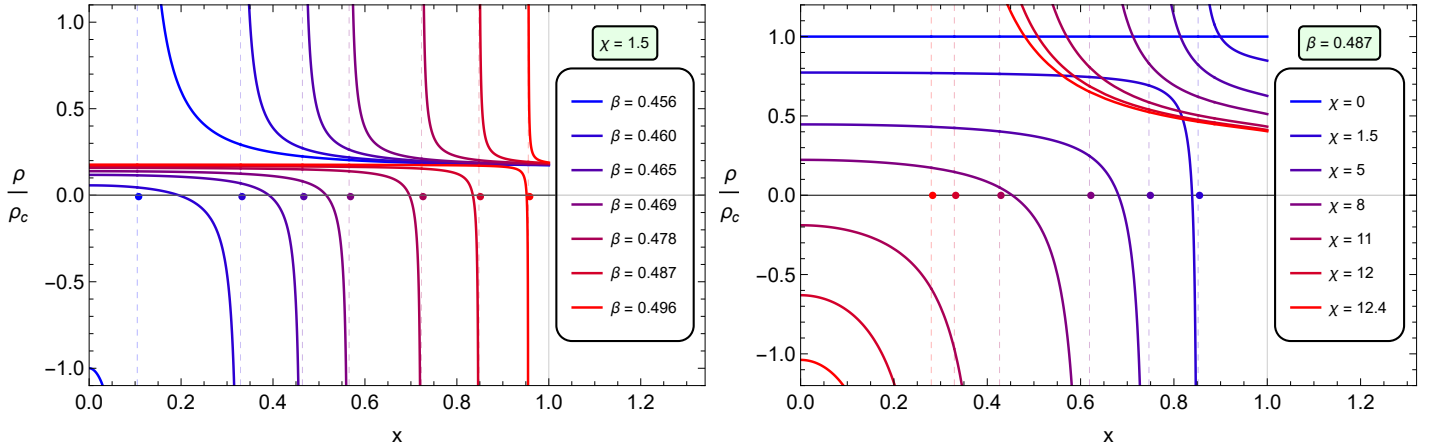 χ = 1.5
β = 0.456
β = 0.460
β = 0.465
β = 0.469
β = 0.478
β = 0.487
β = 0.496
ρ
ρc
1.0
0.5
0.0
−0.5
−1.0
0.0 0.2 0.4 0.6 0.8 1.0 1.2
x
β = 0.487
χ = 0
χ = 1.5
χ = 5
χ = 8
χ = 11
χ = 12
χ = 12.4
ρ
ρc
1.0
0.5
0.0
−0.5
−1.0
0.0 0.2 0.4 0.6 0.8 1.0 1.2
x